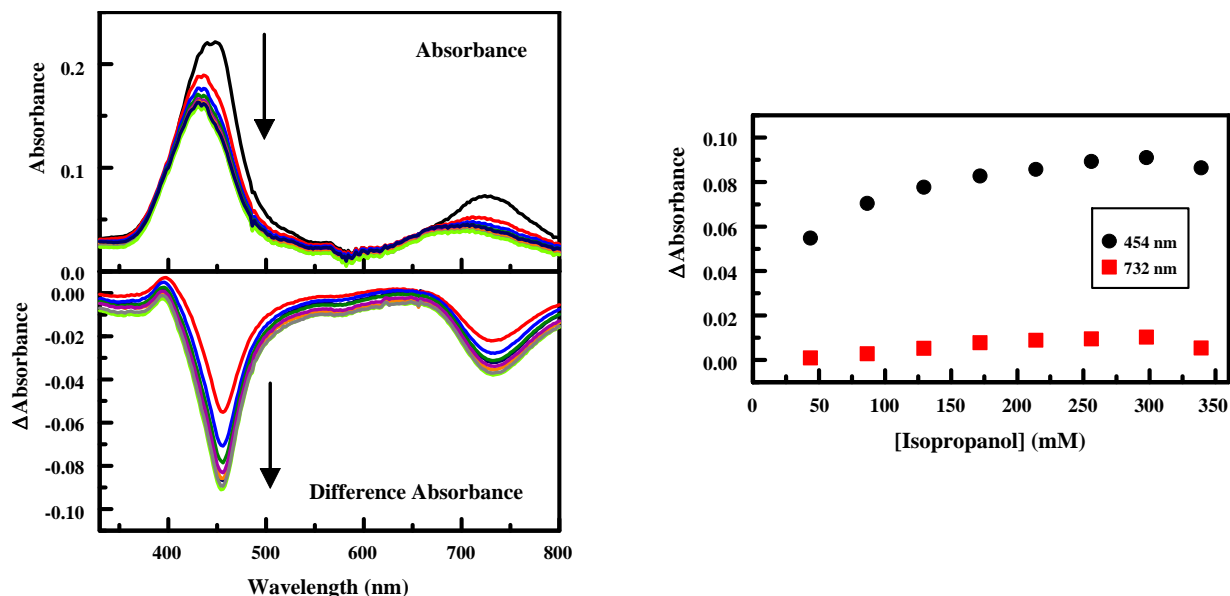 Absorbance
0.2
0.1
0.0
Absorbance
0.00
-0.02
-0.04
-0.06
-0.08
-0.10
ΔAbsorbance
Difference Absorbance
400 500 600 700 800
Wavelength (nm)
0.10
0.08
0.06
0.04
0.02
0.00
ΔAbsorbance
454 nm
732 nm
0 50 100 150 200 250 300 350
[Isopropanol] (mM)